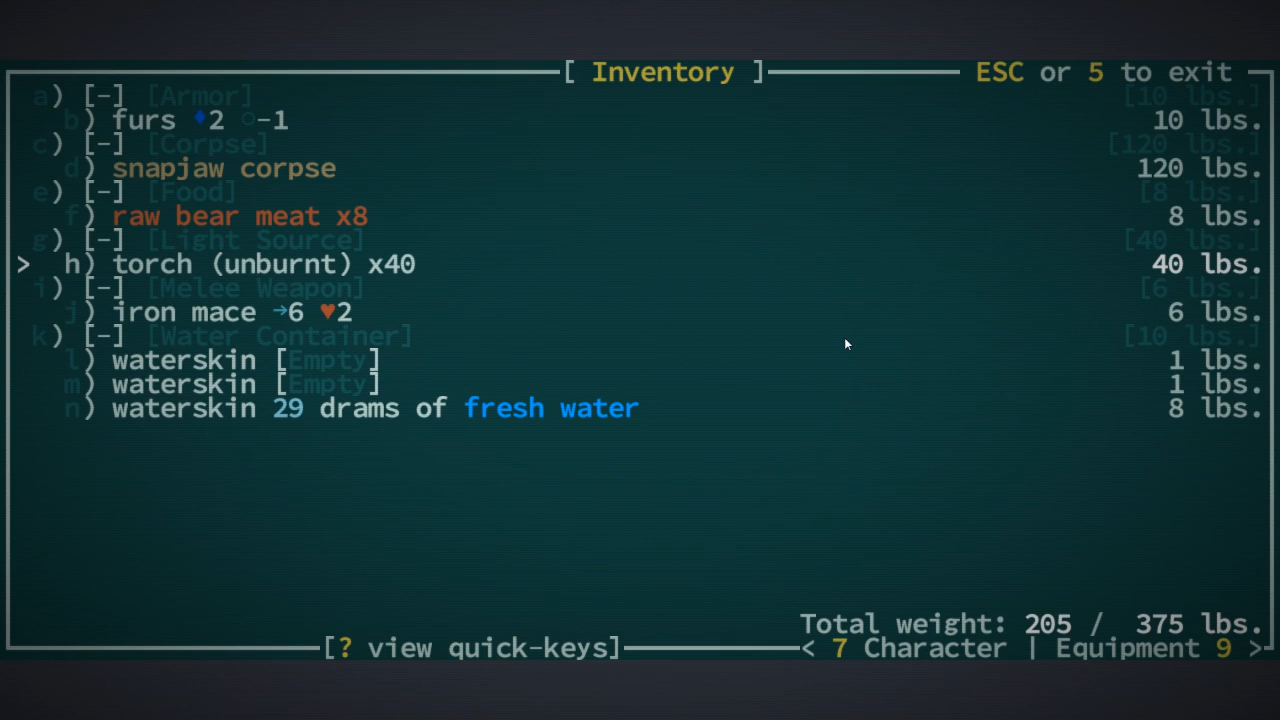 [ Inventory ] ESC or 5 to exit
a) [-] [Armor] [10 lbs.]
b) furs ♦2 ○-1 10 lbs.
c) [-] [Corpse] [120 lbs.]
d) snapjaw corpse 120 lbs.
e) [-] [Food] [8 lbs.]
f) raw bear meat x8 8 lbs.
g) [-] [Light Source] [40 lbs.]
> h) torch (unburnt) x40 40 lbs.
i) [-] [Melee Weapon] [6 lbs.]
j) iron mace →6 ♥2 6 lbs.
k) [-] [Water Container] [10 lbs.]
l) waterskin [Empty] 1 lbs.
m) waterskin [Empty] 1 lbs.
n) waterskin 29 drams of fresh water 8 lbs.
Total weight: 205 / 375 lbs.
[? view quick-keys] < 7 Character | Equipment 9 >